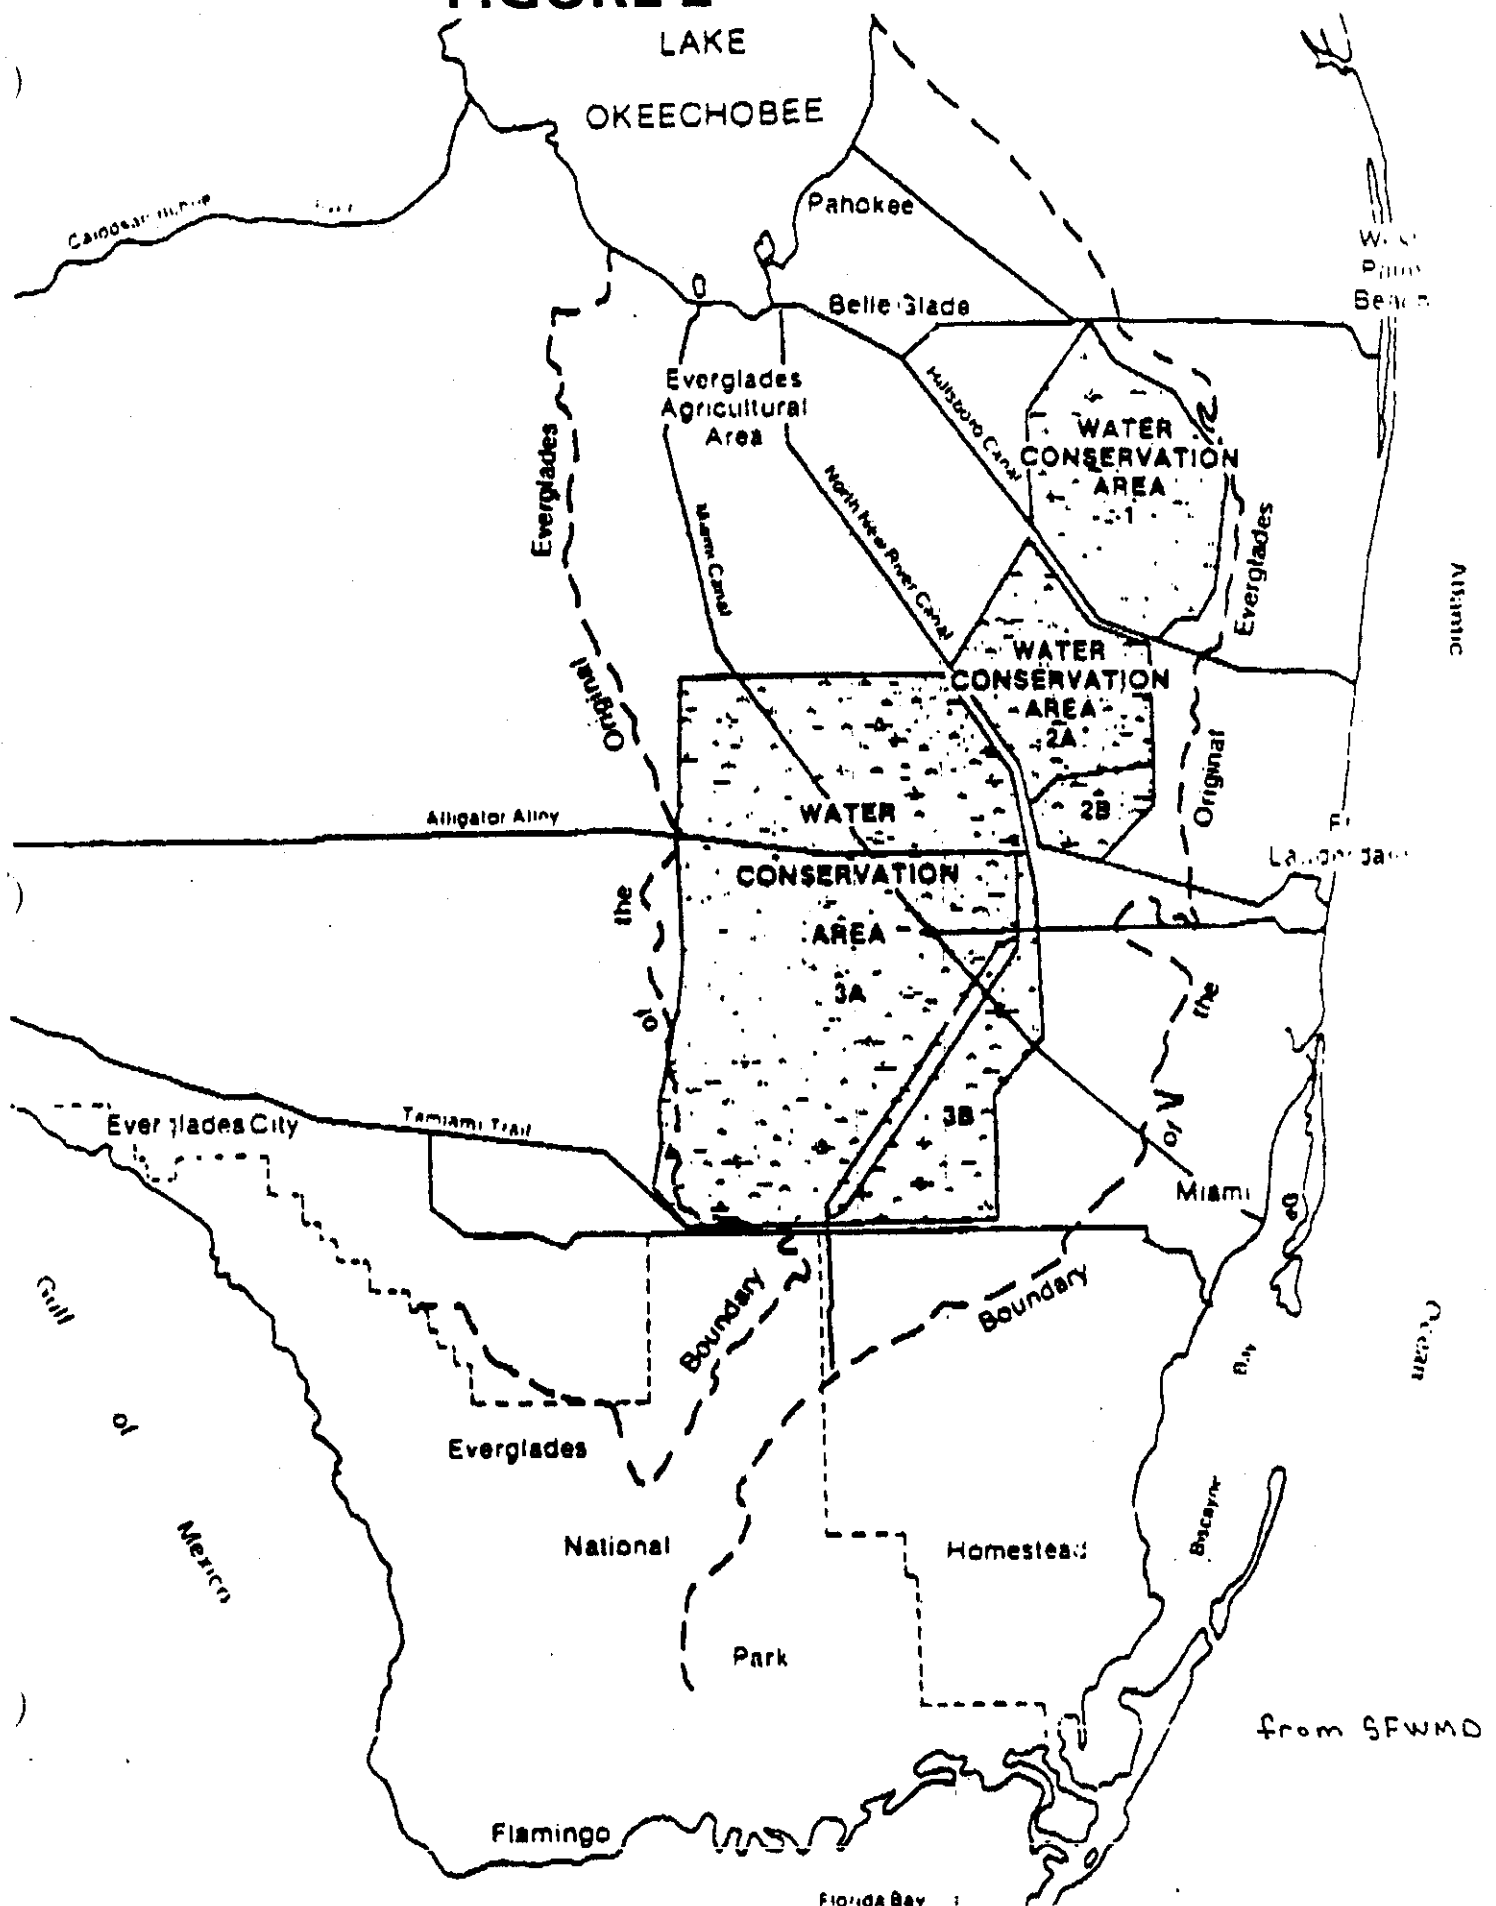 LAKE
OKEECHOBEE
Pahokee
Belle Glade
Everglades
Agricultural
Area
Hillsboro Canal
North New River Canal
Miami Canal
WATER
CONSERVATION
AREA
1
WATER
CONSERVATION
AREA
2A
2B
WATER
CONSERVATION
AREA
3A
3B
Everglades
Original
the
of
Boundary
Everglades
Original
the
of
Boundary
Alligator Alley
Tamiami Trail
Everglades City
Miami
Atlantic
Gulf
of
Mexico
Everglades
National
Park
Homestead
Biscayne
Bay
Flamingo
Florida Bay
from SFWMD